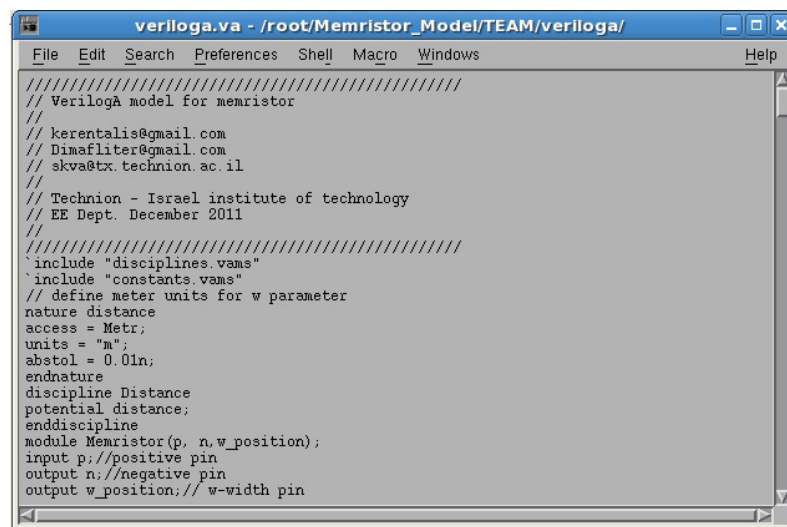 veriloga.va - /root/Memristor_Model/TEAM/veriloga/
File Edit Search Preferences Shell Macro Windows Help
//////////////////////////////////////////////////
// VerilogA model for memristor
//
// kerentalis@gmail.com
// Dimafliter@gmail.com
// skva@tx.technion.ac.il
//
// Technion - Israel institute of technology
// EE Dept. December 2011
//
//////////////////////////////////////////////////
`include "disciplines.vams"
`include "constants.vams"
// define meter units for w parameter
nature distance
access = Metr;
units = "m";
abstol = 0.01n;
endnature
discipline Distance
potential distance;
enddiscipline
module Memristor(p, n,w_position);
input p;//positive pin
output n;//negative pin
output w_position;// w-width pin